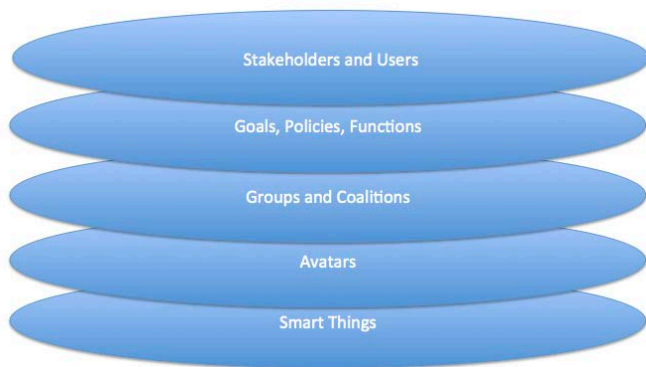 Stakeholders and Users
Goals, Policies, Functions
Groups and Coalitions
Avatars
Smart Things